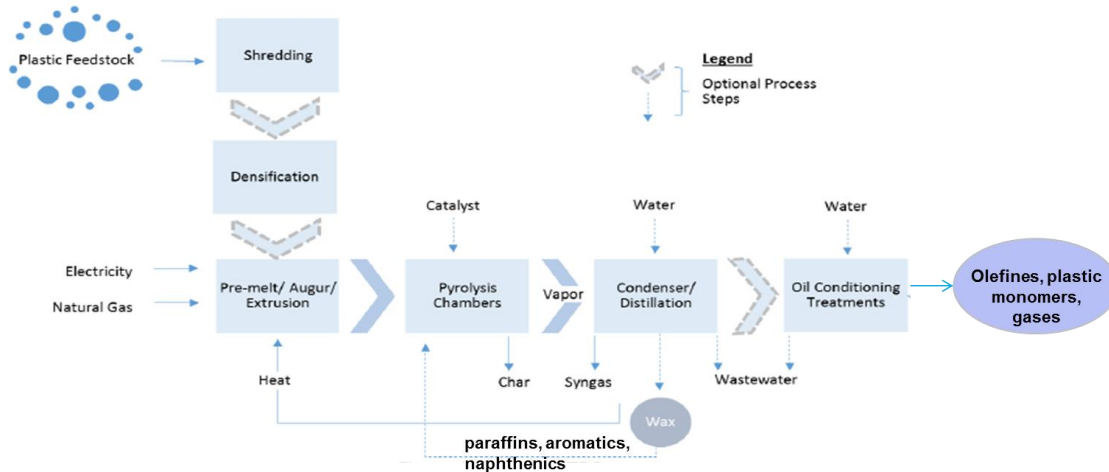 Plastic Feedstock
Shredding
Legend
Optional Process
Steps
Densification
Catalyst
Water
Water
Electricity
Natural Gas
Pre-melt/ Augur/
Extrusion
Pyrolysis
Chambers
Vapor
Condenser/
Distillation
Oil Conditioning
Treatments
Olefines, plastic
monomers,
gases
Heat
Char
Syngas
Wastewater
Wax
paraffins, aromatics,
naphthenics